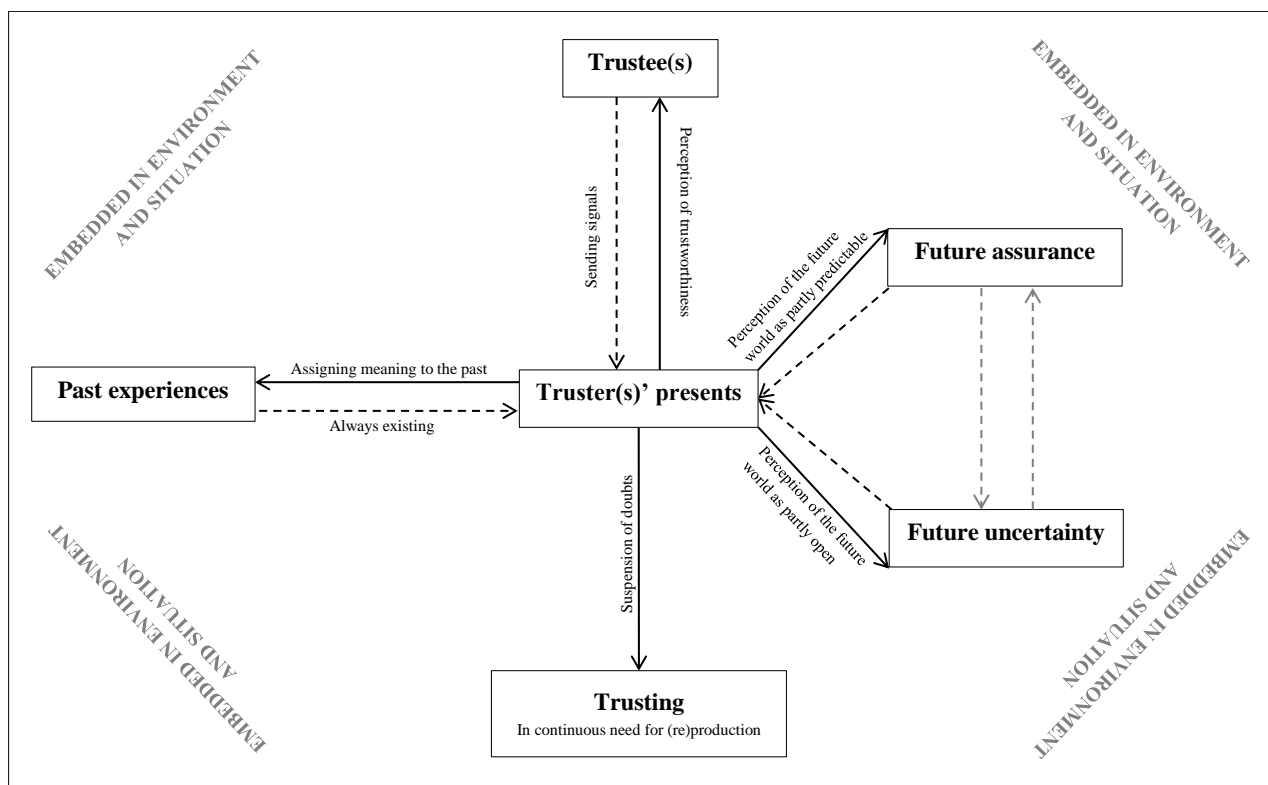 EMBEDDED IN ENVIRONMENT
AND SITUATION
Trustee(s)
EMBEDDED IN ENVIRONMENT
AND SITUATION
Sending signals
Perception of trustworthiness
Perception of the future
world as partly predictable
Future assurance
Past experiences
Assigning meaning to the past
Always existing
Truster(s)’ presents
Suspension of doubts
Perception of the future
world as partly open
Future uncertainty
EMBEDDED IN ENVIRONMENT
AND SITUATION
Trusting
In continuous need for (re)production
EMBEDDED IN ENVIRONMENT
AND SITUATION